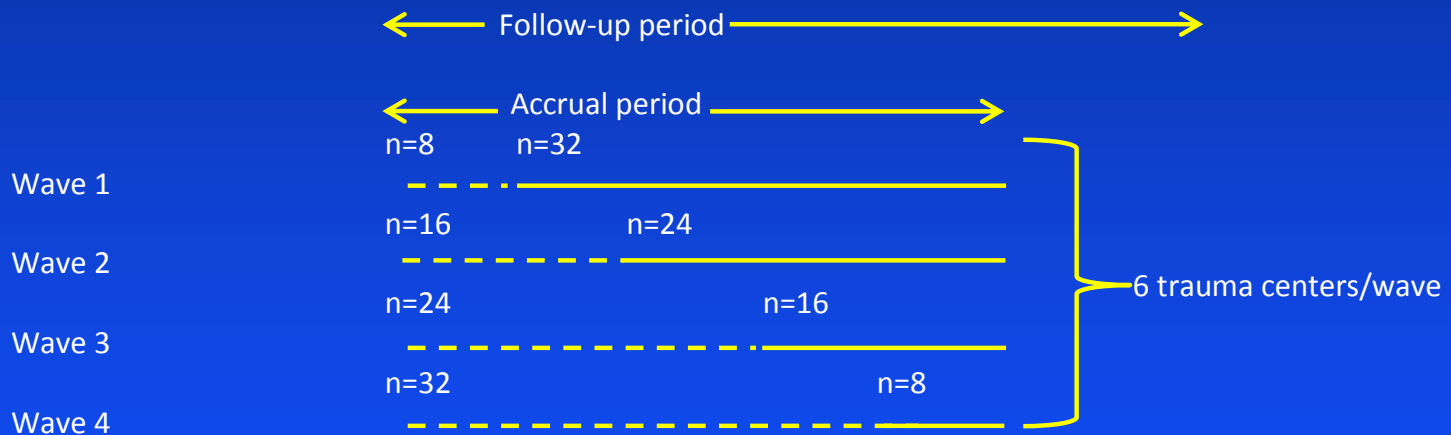 Follow-up period
Accrual period
n=8 n=32
Wave 1
n=16 n=24
Wave 2
6 trauma centers/wave
n=24 n=16
Wave 3
n=32 n=8
Wave 4